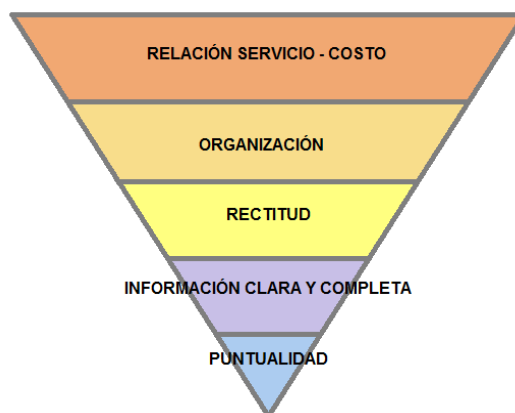 RELACIÓN SERVICIO - COSTO
ORGANIZACIÓN
RECTITUD
INFORMACIÓN CLARA Y COMPLETA
PUNTUALIDAD